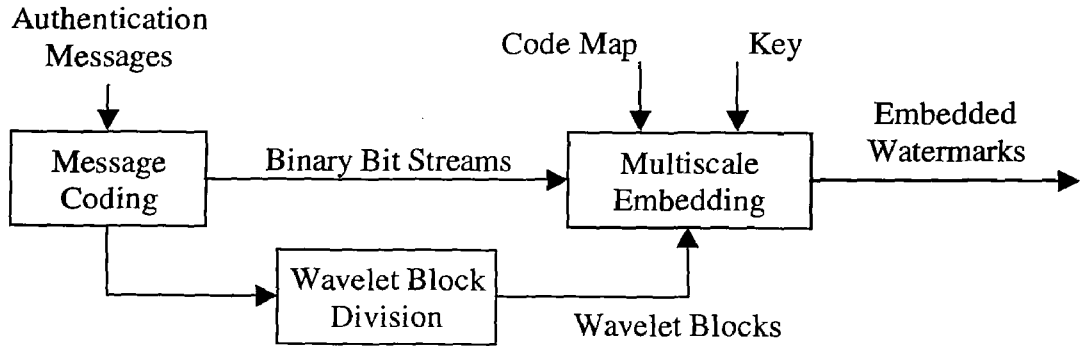 Authentication
Messages
Code Map
Key
Message
Coding
Binary Bit Streams
Multiscale
Embedding
Embedded
Watermarks
Wavelet Block
Division
Wavelet Blocks